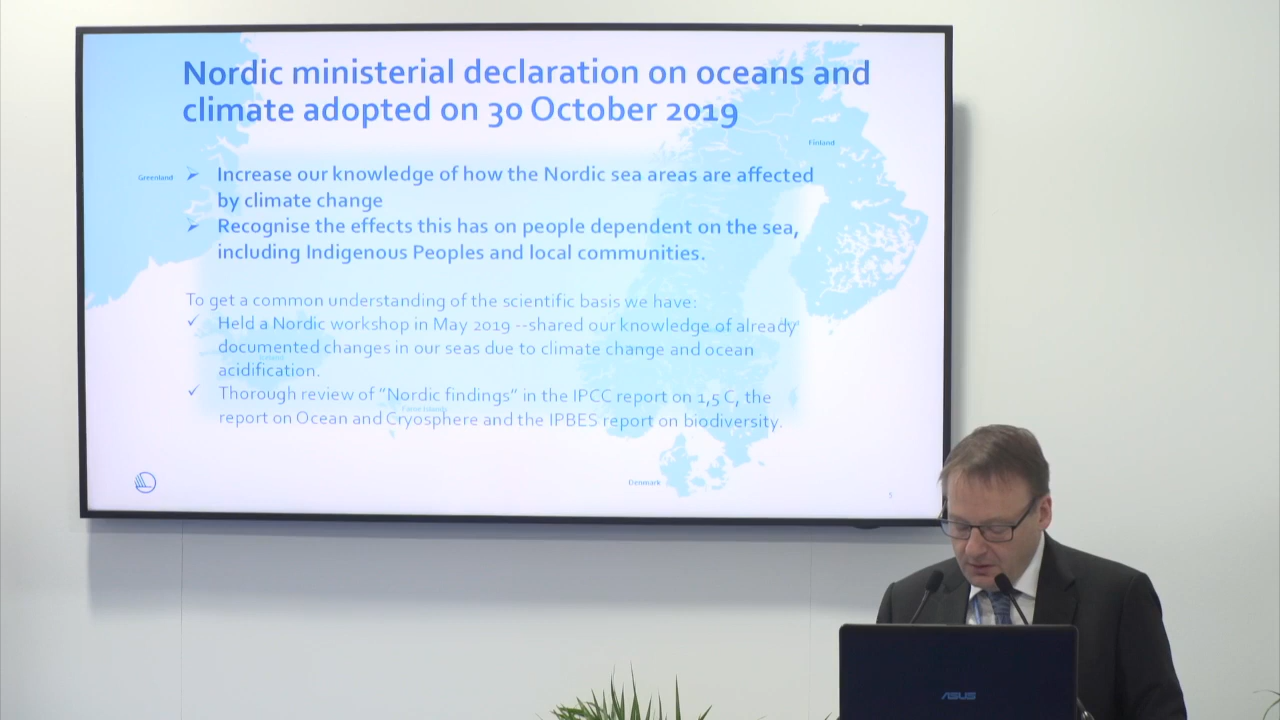 Nordic ministerial declaration on oceans and
climate adopted on 30 October 2019
Finland
Greenland
➢ Increase our knowledge of how the Nordic sea areas are affected
by climate change
➢ Recognise the effects this has on people dependent on the sea,
including Indigenous Peoples and local communities.
To get a common understanding of the scientific basis we have:
✓ Held a Nordic workshop in May 2019 --shared our knowledge of already
documented changes in our seas due to climate change and ocean
Iceland
acidification.
✓ Thorough review of “Nordic findings” in the IPCC report on 1,5 C, the
Faroe Islands
report on Ocean and Cryosphere and the IPBES report on biodiversity.
Denmark
5
ASUS